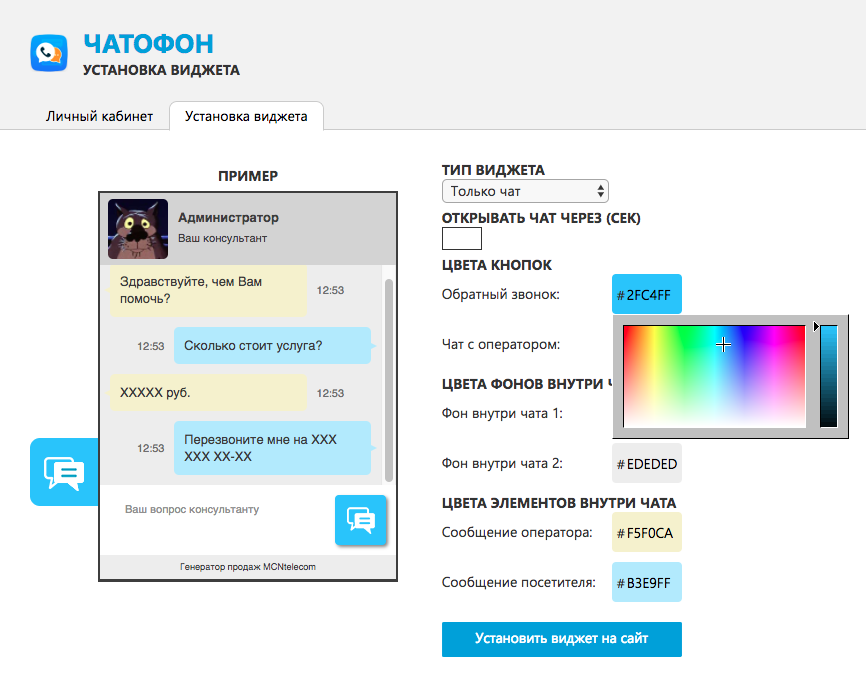 ЧАТОФОН
УСТАНОВКА ВИДЖЕТА
Личный кабинет
Установка виджета
ПРИМЕР
Администратор
Ваш консультант
Здравствуйте, чем Вам
помочь?
12:53
12:53
Сколько стоит услуга?
XXXXX руб.
12:53
12:53
Перезвоните мне на XXX
XXX XX-XX
Ваш вопрос консультанту
Генератор продаж MCNtelecom
ТИП ВИДЖЕТА
Только чат
ОТКРЫВАТЬ ЧАТ ЧЕРЕЗ (СЕК)
ЦВЕТА КНОПОК
Обратный звонок:
#2FC4FF
Чат с оператором:
ЦВЕТА ФОНОВ ВНУТРИ
Фон внутри чата 1:
Фон внутри чата 2:
#EDEDED
ЦВЕТА ЭЛЕМЕНТОВ ВНУТРИ ЧАТА
Сообщение оператора:
#F5F0CA
Сообщение посетителя:
#B3E9FF
Установить виджет на сайт